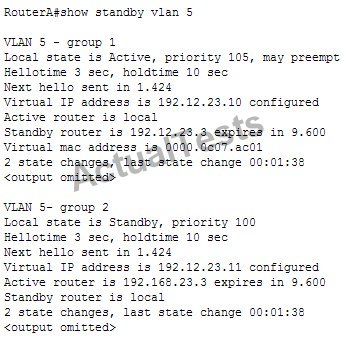 RouterA#show standby vlan 5
VLAN 5 - group 1
Local state is Active, priority 105, may preempt
Hellotime 3 sec, holdtime 10 sec
Next hello sent in 1.424
Virtual IP address is 192.12.23.10 configured
Active router is local
Standby router is 192.12.23.3 expires in 9.600
Virtual mac address is 0000.0c07.ac01
2 state changes, last state change 00:01:38
<output omitted>
ActualTests
VLAN 5- group 2
Local state is Standby, priority 100
Hellotime 3 sec, holdtime 10 sec
Next hello sent in 1.424
Virtual IP address is 192.12.23.11 configured
Active router is 192.168.23.3 expires in 9.600
Standby router is local
2 state changes, last state change 00:01:38
<output omitted>